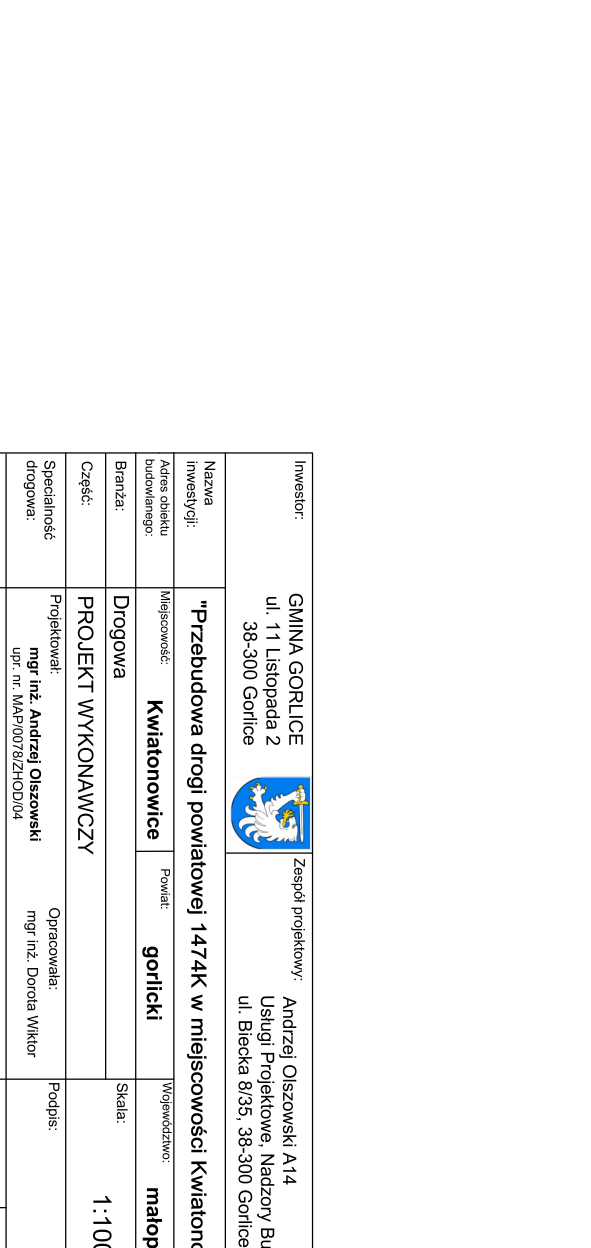 Inwestor:
GMINA GORLICE
ul. 11 Listopada 2
38-300 Gorlice
Zespół projektowy:
Andrzej Olszowski A14
Usługi Projektowe, Nadzory Bu
ul. Biecka 8/35, 38-300 Gorlice
Nazwa
inwestycji:
"Przebudowa drogi powiatowej 1474K w miejscowości Kwiatono
Adres obiektu
budowlanego:
Miejscowość:
Kwiatonowice
Powiat:
gorlicki
Województwo:
małop
Branża:
Drogowa
Skala:
1:100
Część:
PROJEKT WYKONAWCZY
Specjalność
drogowa:
Projektował:
mgr inż. Andrzej Olszowski
upr. nr. MAP/0078/ZHOD/04
Opracowała:
mgr inż. Dorota Wiktor
Podpis: